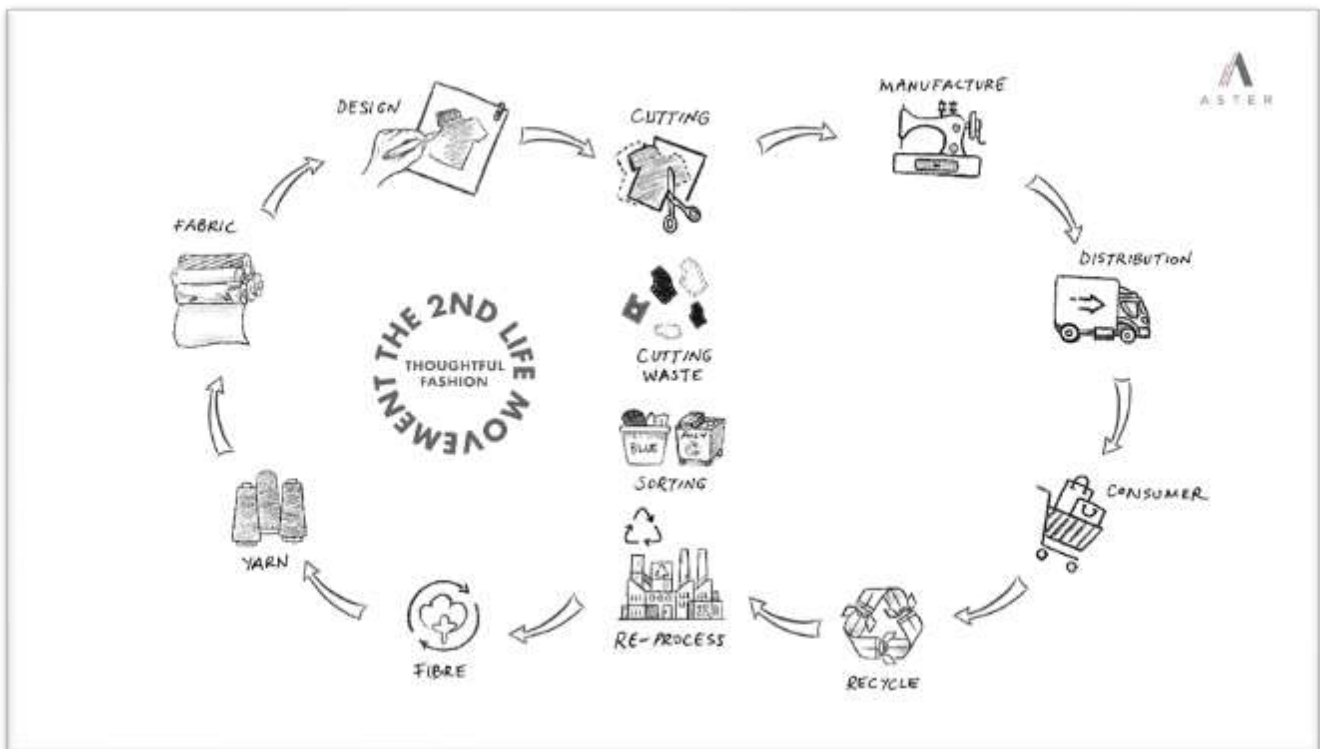 ASTER
DESIGN
CUTTING
MANUFACTURE
FABRIC
DISTRIBUTION
THE 2ND LIFE MOVEMENT
THOUGHTFUL
FASHION
CUTTING
WASTE
BLUE
SORTING
CONSUMER
YARN
FIBRE
RE-PROCESS
RECYCLE